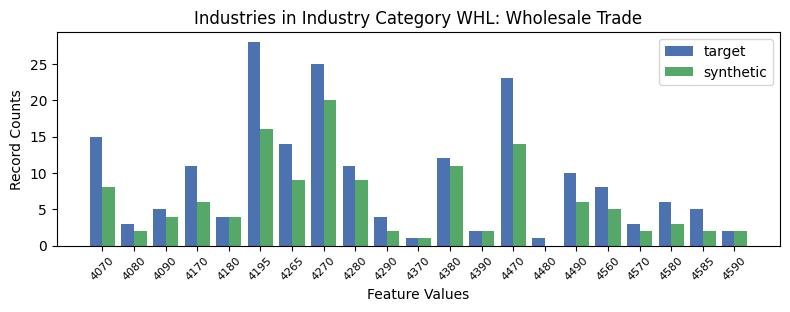 Industries in Industry Category WHL: Wholesale Trade
target
synthetic
Record Counts
25
20
15
10
5
0
4070 4080 4090 4170 4180 4195 4265 4270 4280 4290 4370 4380 4390 4470 4480 4490 4560 4570 4580 4585 4590
Feature Values